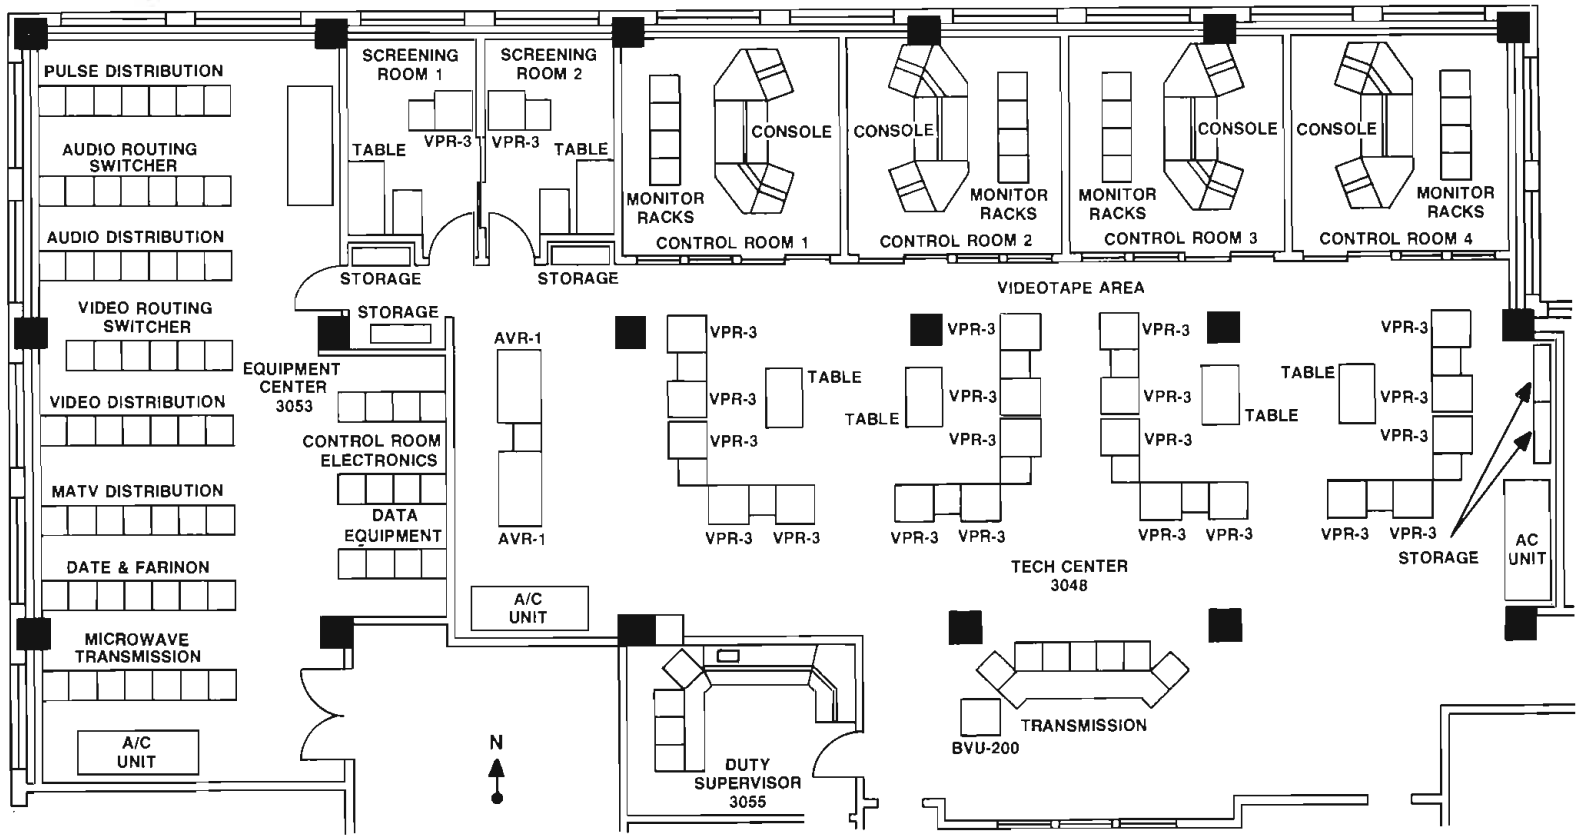 PULSE DISTRIBUTION
AUDIO ROUTING
SWITCHER
AUDIO DISTRIBUTION
VIDEO ROUTING
SWITCHER
VIDEO DISTRIBUTION
MATV DISTRIBUTION
DATE & FARINON
MICROWAVE
TRANSMISSION
A/C
UNIT
EQUIPMENT
CENTER
3053
CONTROL ROOM
ELECTRONICS
DATA
EQUIPMENT
SCREENING
ROOM 1
VPR-3
TABLE
STORAGE
STORAGE
SCREENING
ROOM 2
VPR-3
TABLE
STORAGE
CONSOLE
MONITOR
RACKS
CONTROL ROOM 1
CONSOLE
MONITOR
RACKS
CONTROL ROOM 2
CONSOLE
MONITOR
RACKS
CONTROL ROOM 3
CONSOLE
MONITOR
RACKS
CONTROL ROOM 4
VIDEOTAPE AREA
AVR-1
AVR-1
A/C
UNIT
VPR-3
VPR-3
VPR-3
TABLE
VPR-3
VPR-3
VPR-3
VPR-3
VPR-3
TABLE
VPR-3
VPR-3
VPR-3
VPR-3
VPR-3
TABLE
VPR-3
VPR-3
VPR-3
VPR-3
VPR-3
TABLE
VPR-3
VPR-3
STORAGE
AC
UNIT
TECH CENTER
3048
TRANSMISSION
BVU-200
DUTY
SUPERVISOR
3055
N